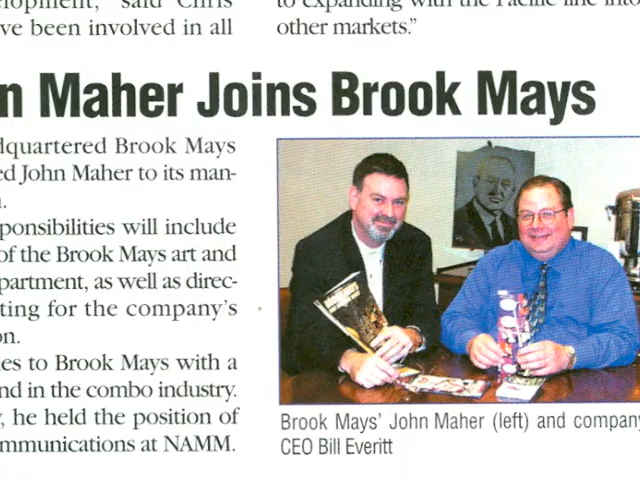 elopment," said Chris
ve been involved in all
to expanding with the Pacific line into
other markets."
n Maher Joins Brook Mays
dquartered Brook Mays
ed John Maher to its man-
.
ponsibilities will include
of the Brook Mays art and
partment, as well as direc-
ting for the company's
on.
es to Brook Mays with a
nd in the combo industry.
, he held the position of
mmunications at NAMM.
Brook Mays' John Maher (left) and company
CEO Bill Everitt